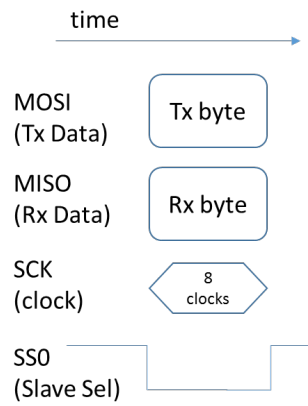 time
MOSI
(Tx Data)
Tx byte
MISO
(Rx Data)
Rx byte
SCK
(clock)
8
clocks
SS0
(Slave Sel)